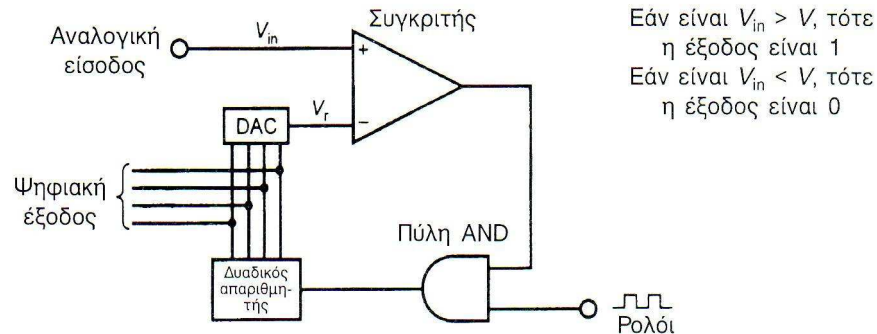 Συγκριτής
Αναλογική
είσοδος
V_in
+
Εάν είναι V_in > V, τότε
η έξοδος είναι 1
Εάν είναι V_in < V, τότε
η έξοδος είναι 0
DAC
V_r
−
Ψηφιακή
έξοδος
Πύλη AND
Δυαδικός
απαριθμη-
τής
Ρολόι